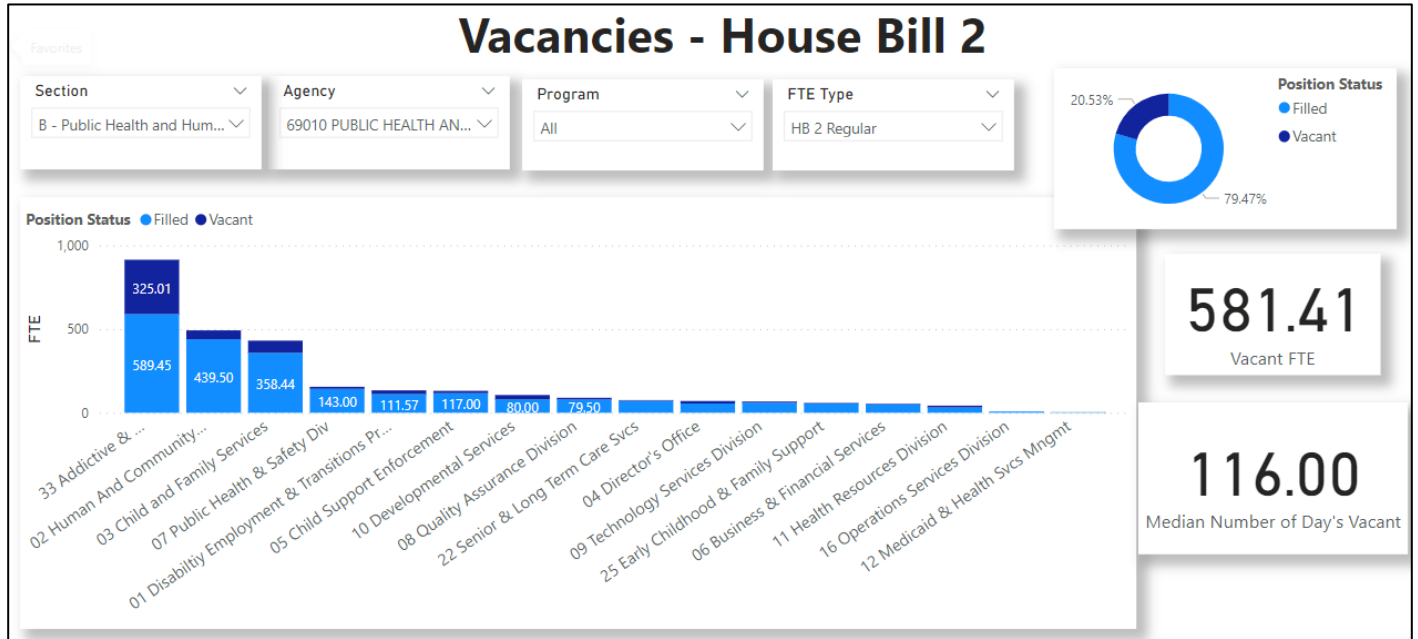 Vacancies - House Bill 2
Favorites
Section
B - Public Health and Hum...
Agency
69010 PUBLIC HEALTH AN...
Program
All
FTE Type
HB 2 Regular
20.53%
79.47%
Position Status
Filled
Vacant
Position Status Filled Vacant
FTE
1,000
500
0
325.01
589.45
439.50
358.44
143.00
111.57
117.00
80.00
79.50
33 Addictive & ...
02 Human And Community...
03 Child and Family Services
07 Public Health & Safety Div
01 Disabiltiy Employment & Transitions Pr...
05 Child Support Enforcement
10 Developmental Services
08 Quality Assurance Division
22 Senior & Long Term Care Svcs
04 Director's Office
09 Technology Services Division
25 Early Childhood & Family Support
06 Business & Financial Services
11 Health Resources Division
16 Operations Services Division
12 Medicaid & Health Svcs Mngmt
581.41
Vacant FTE
116.00
Median Number of Day's Vacant